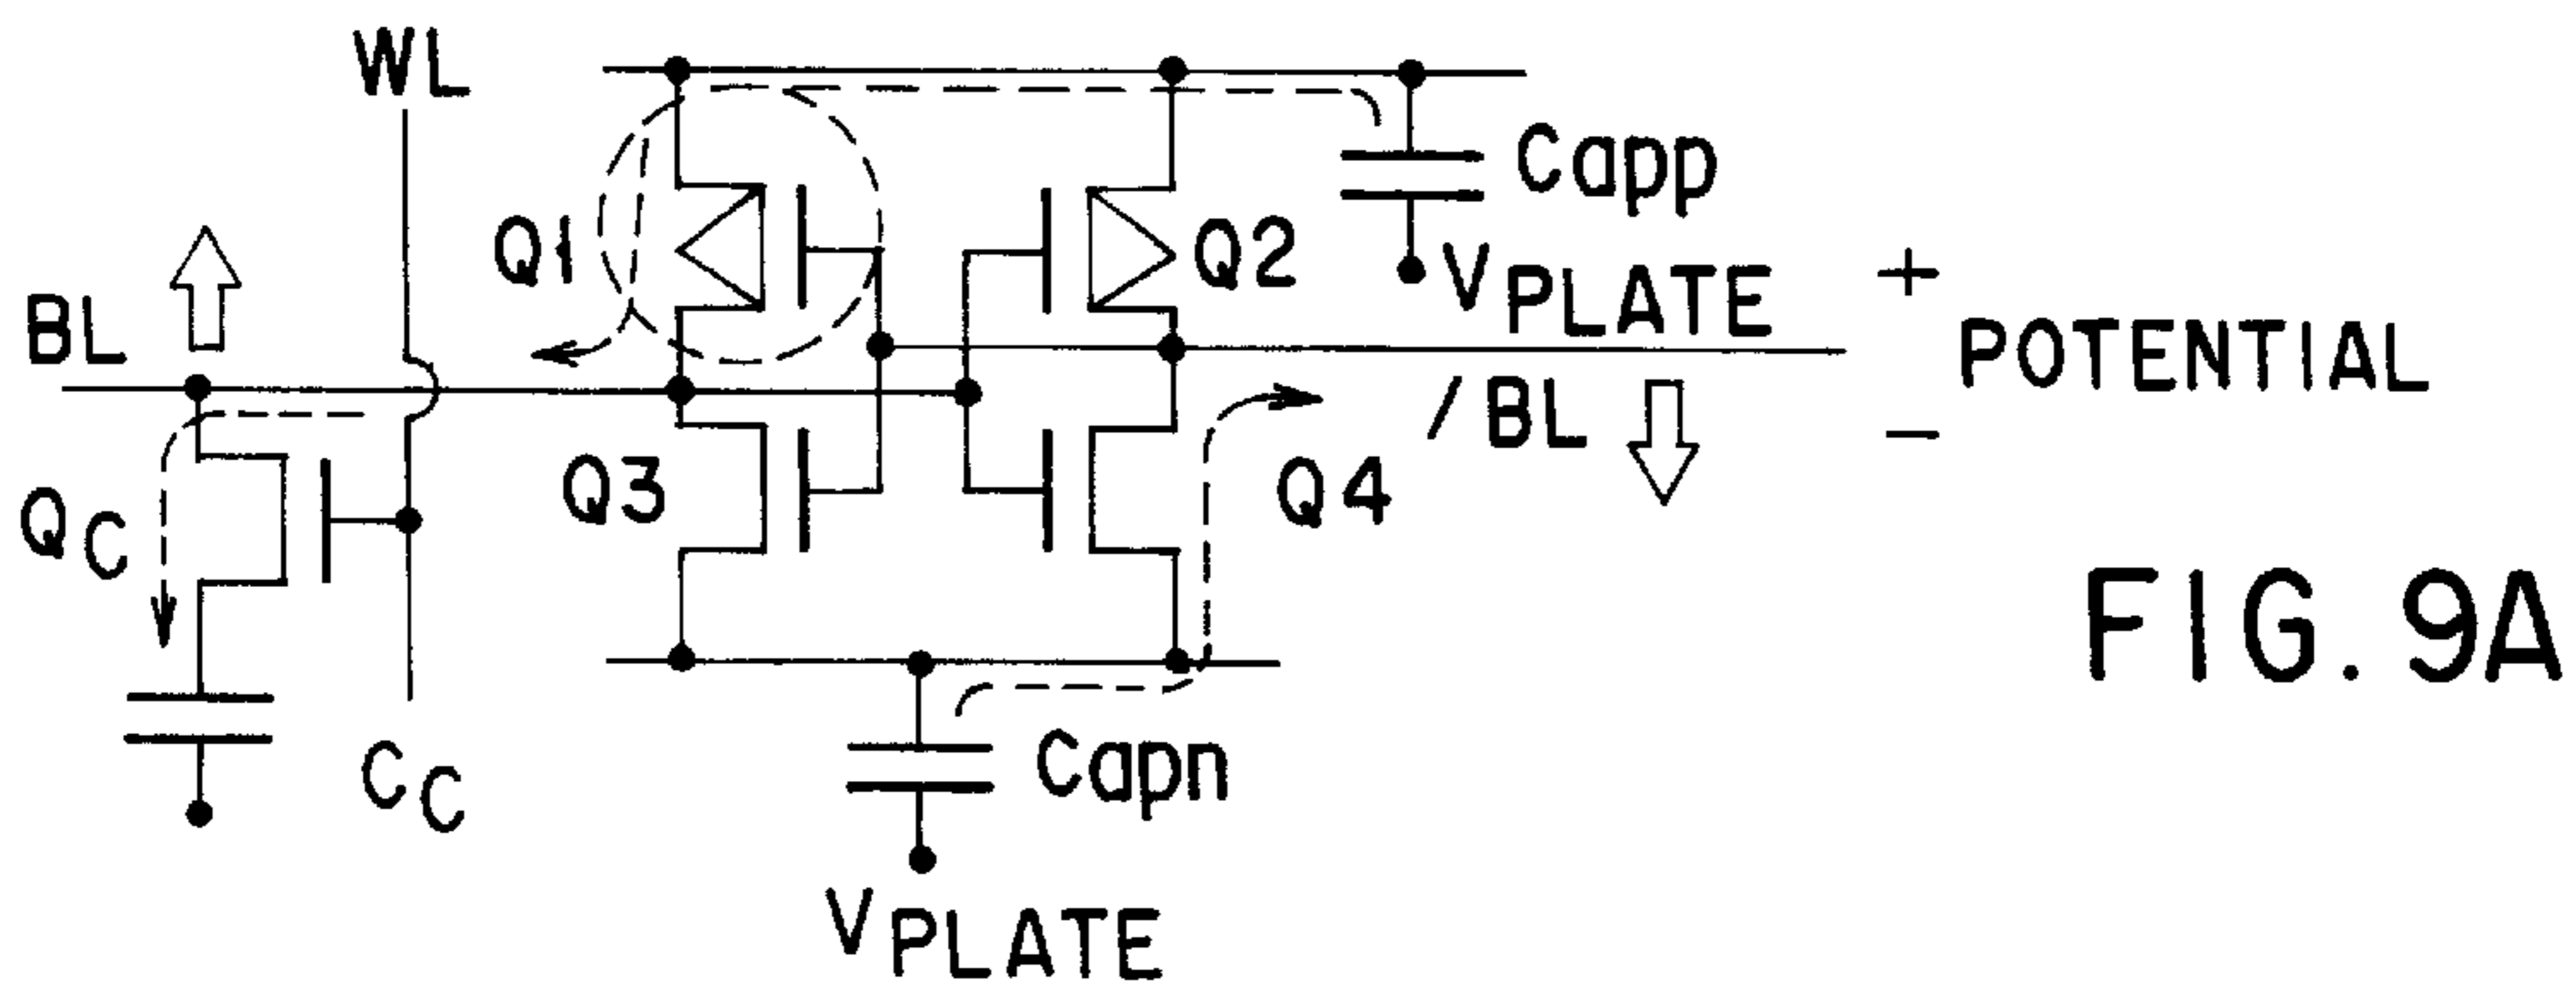 WL
Capp
Q1
Q2
VPLATE
+
BL
POTENTIAL
/BL
−
QC
Q3
Q4
FIG. 9A
CC
Capn
VPLATE